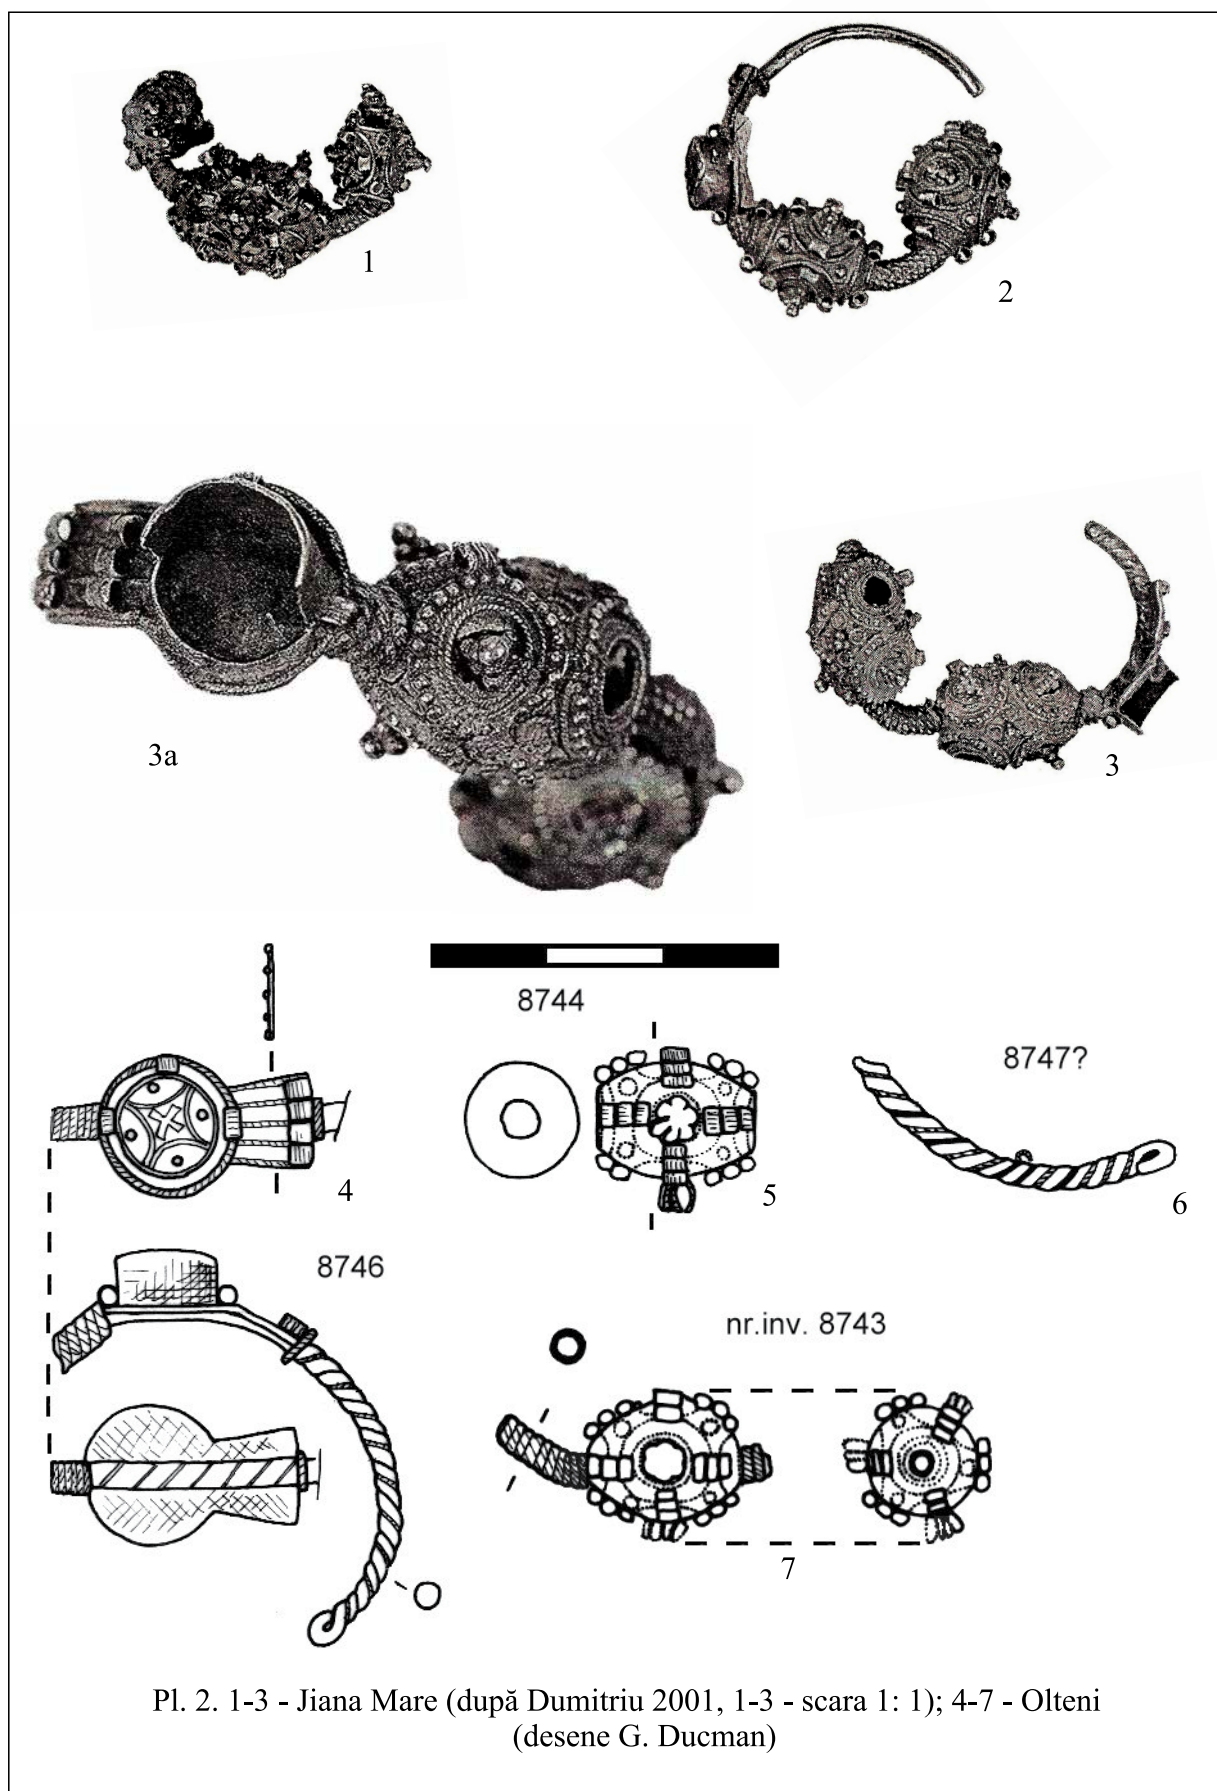 1
2
3a
3
8744
8747?
4
5
6
8746
nr.inv. 8743
7
Pl. 2. 1-3 - Jiana Mare (după Dumitriu 2001, 1-3 - scara 1: 1); 4-7 - Olteni
(desene G. Ducman)